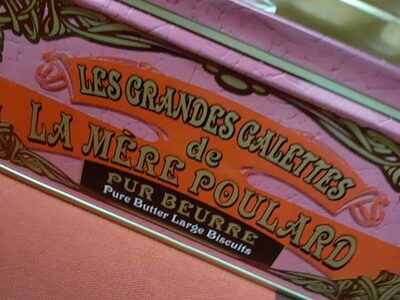 LES GRANDES GALETTES
de
LA MÈRE POULARD
PUR BEURRE
Pure Butter Large Biscuits